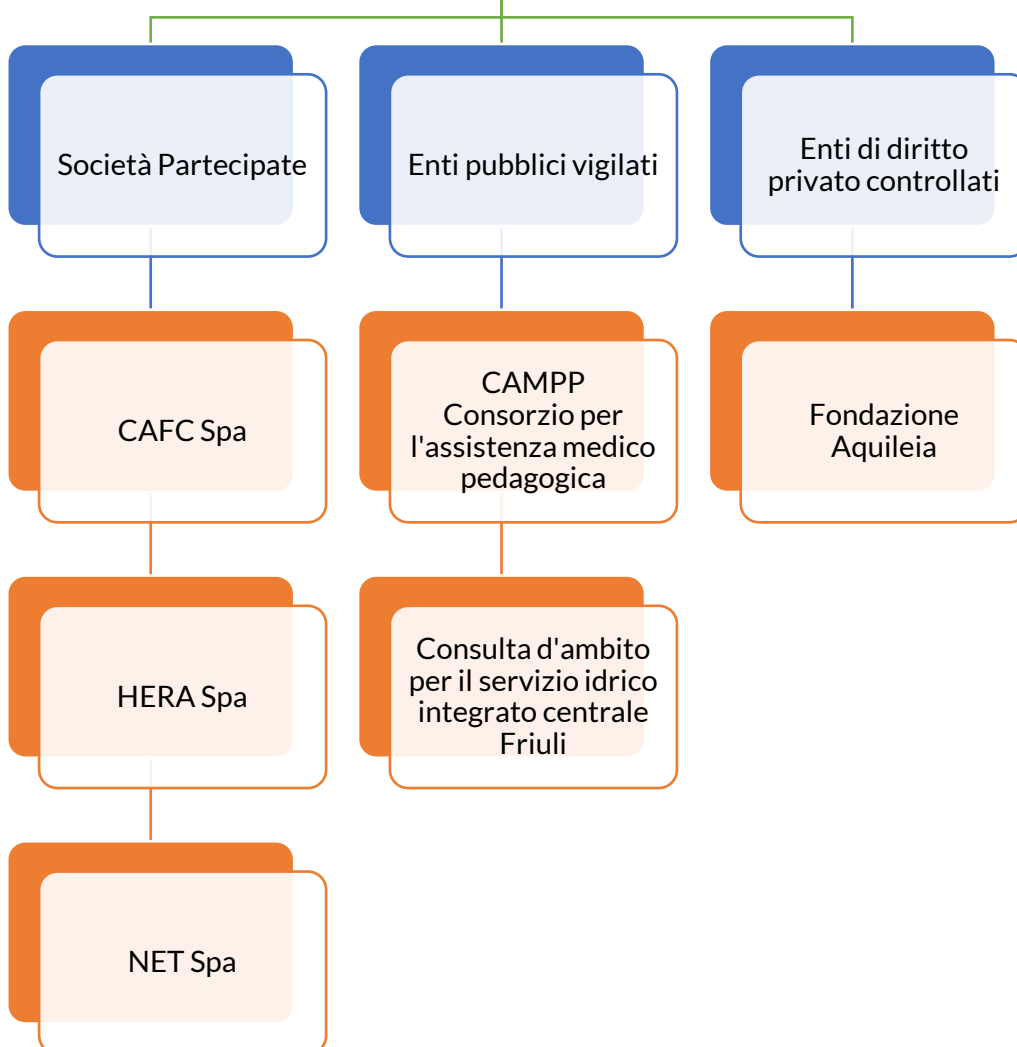 Società Partecipate
Enti pubblici vigilati
Enti di diritto
privato controllati
CAFC Spa
CAMPP
Consorzio per
l'assistenza medico
pedagogica
Fondazione
Aquileia
HERA Spa
Consulta d'ambito
per il servizio idrico
integrato centrale
Friuli
NET Spa